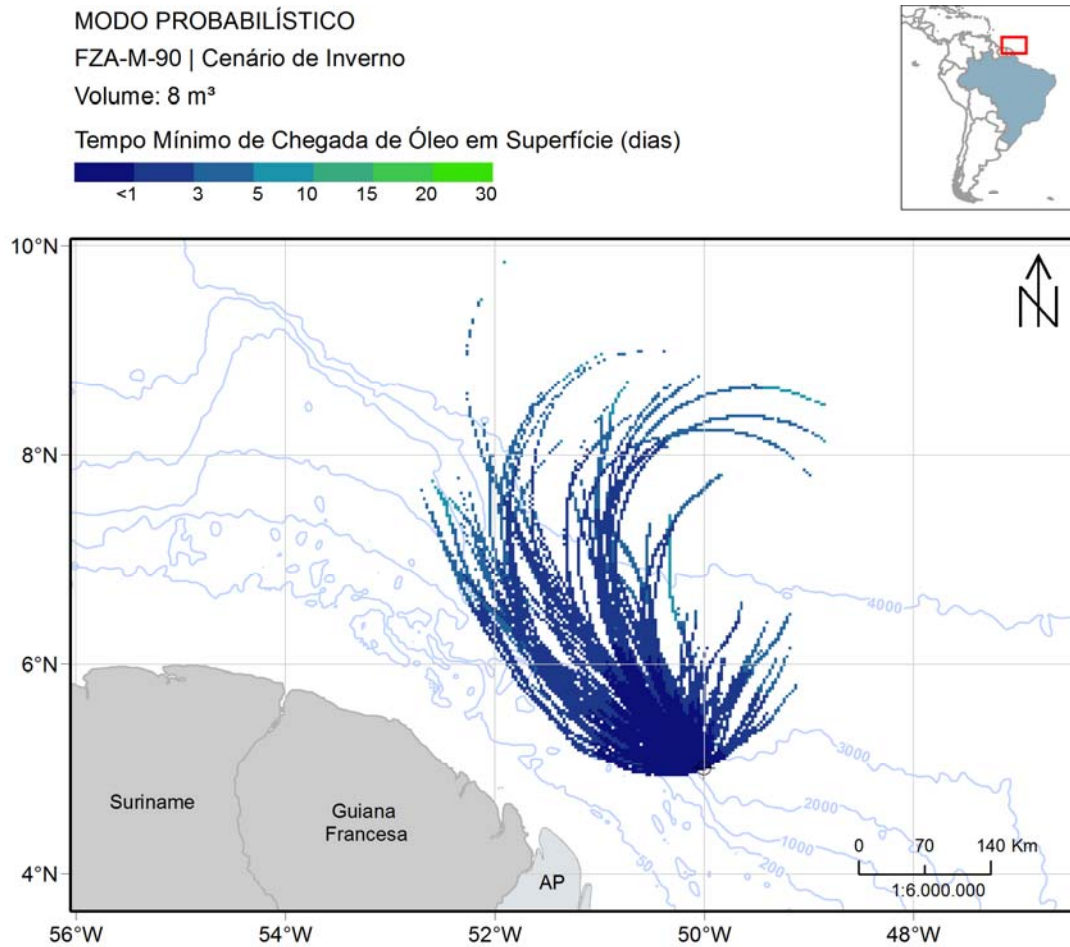 MODO PROBABILÍSTICO
FZA-M-90 | Cenário de Inverno
Volume: 8 m³
Tempo Mínimo de Chegada de Óleo em Superfície (dias)
<1 3 5 10 15 20 30
10°N
N
8°N
4000
6°N
3000
Suriname
Guiana
Francesa
2000
1000
200
50
0 70 140 Km
1:6.000.000
AP
4°N
56°W 54°W 52°W 50°W 48°W